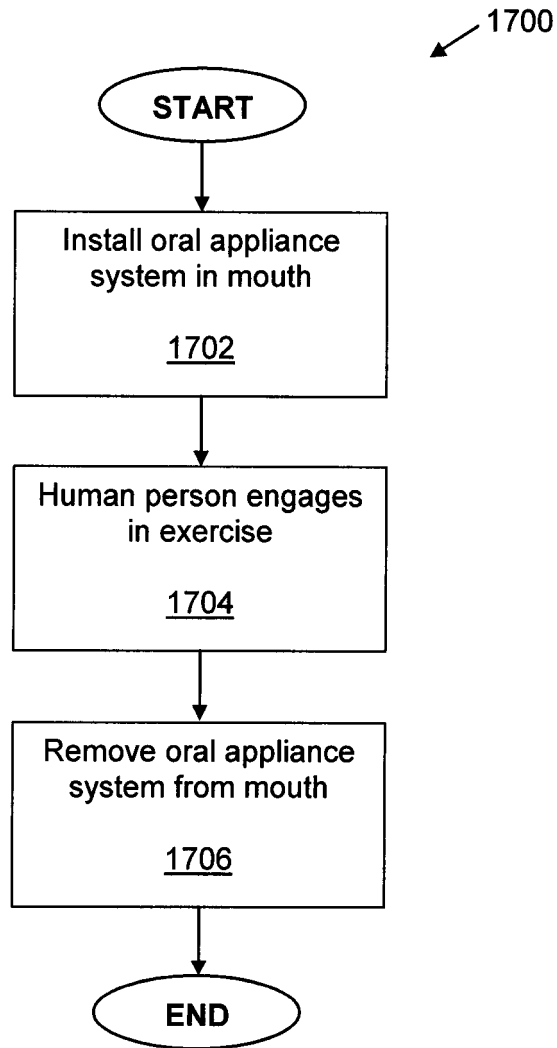 1700
START
Install oral appliance
system in mouth
1702
Human person engages
in exercise
1704
Remove oral appliance
system from mouth
1706
END